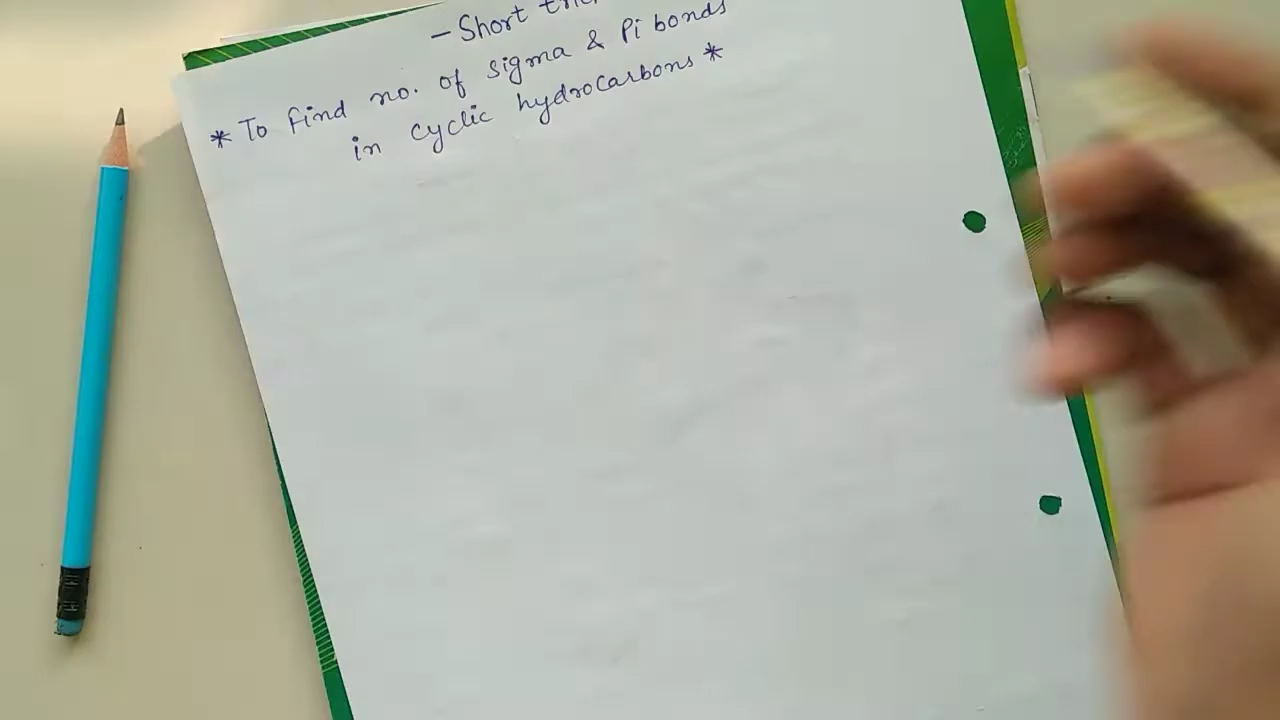 - Short
* To find no. of sigma & Pi bonds
in cyclic hydrocarbons *